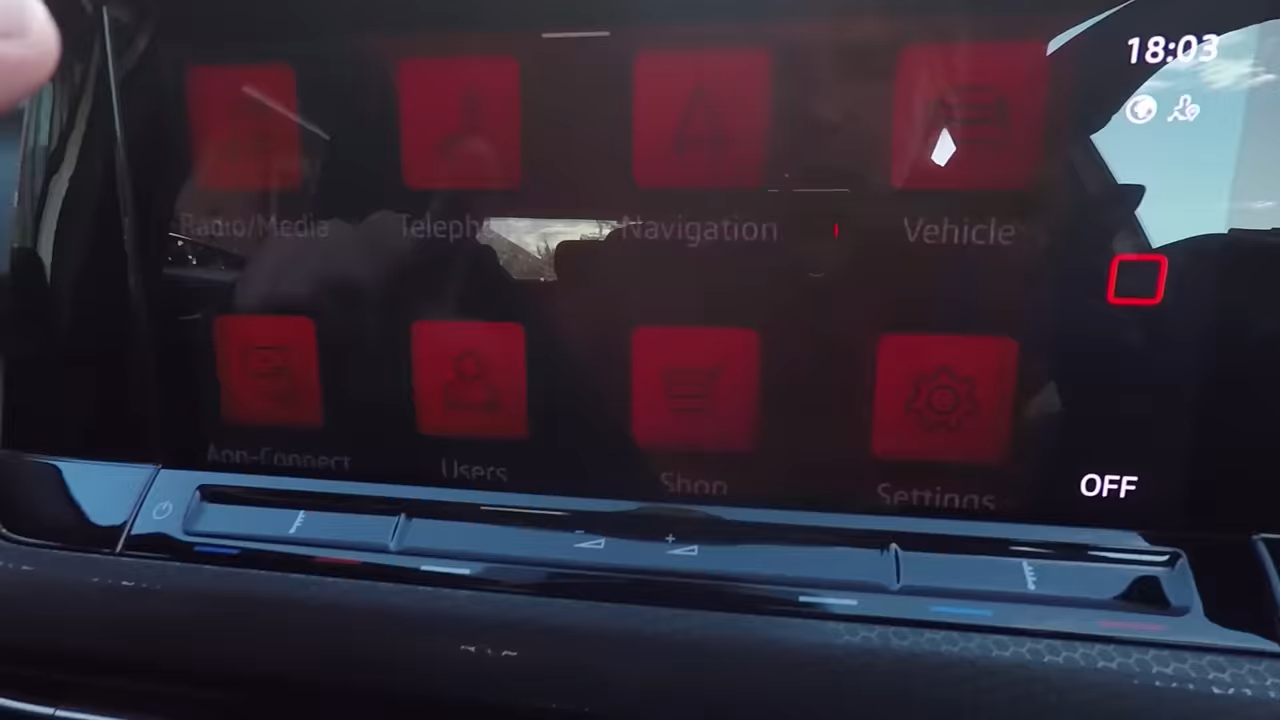 18:03
Radio/Media Telephone Navigation Vehicle
App-Connect Users Shop Settings
OFF